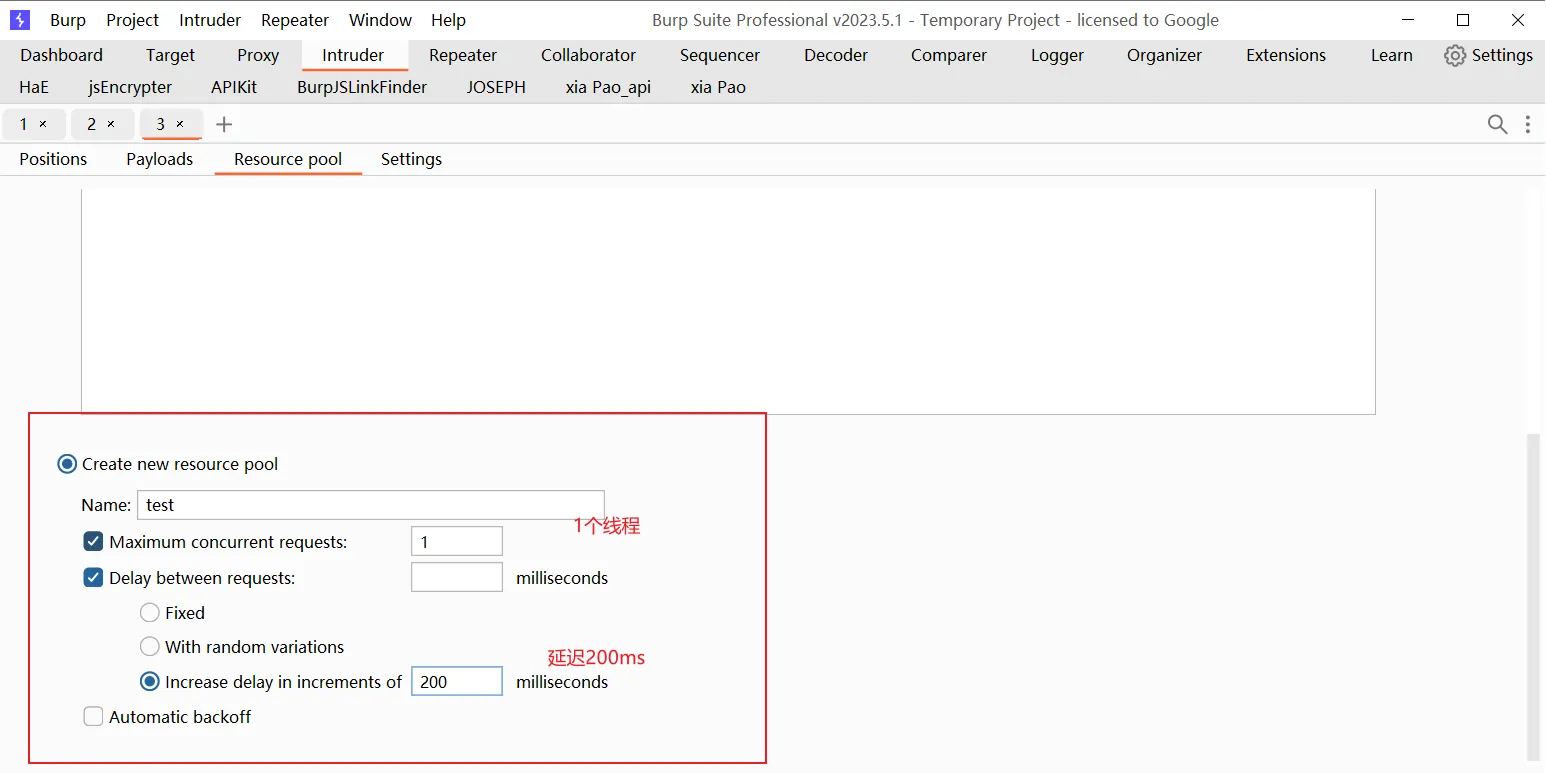 Burp Project Intruder Repeater Window Help Burp Suite Professional v2023.5.1 - Temporary Project - licensed to Google
Dashboard Target Proxy Intruder Repeater Collaborator Sequencer Decoder Comparer Logger Organizer Extensions Learn Settings
HaE jsEncrypter APIKit BurpJSLinkFinder JOSEPH xia Pao_api xia Pao
1 × 2 × 3 × +
Positions Payloads Resource pool Settings
Create new resource pool
Name: test
1个线程
Maximum concurrent requests: 1
Delay between requests: milliseconds
Fixed
With random variations
延迟200ms
Increase delay in increments of 200 milliseconds
Automatic backoff